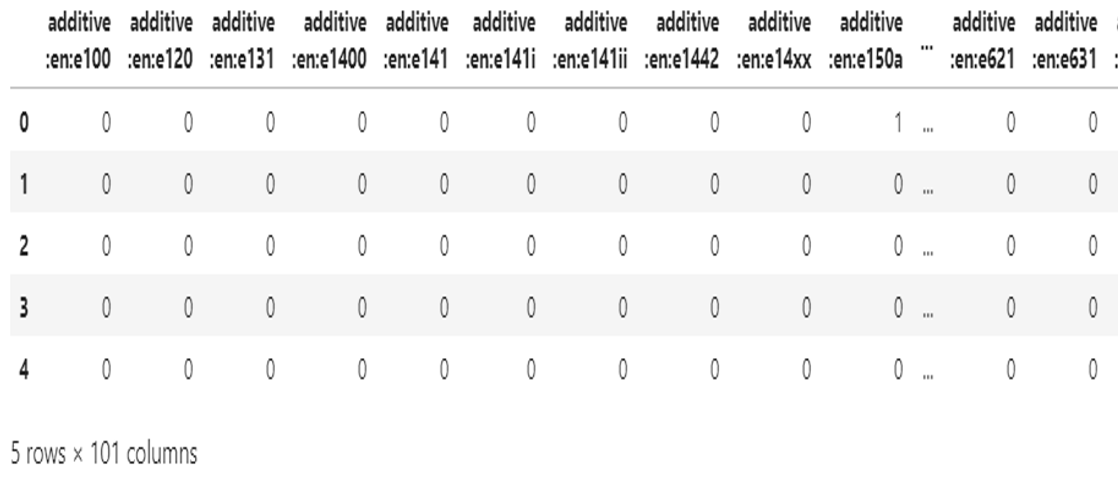 additive additive additive additive additive additive additive additive additive additive ... additive additive
:en:e100 :en:e120 :en:e131 :en:e1400 :en:e141 :en:e141i :en:e141ii :en:e1442 :en:e14xx :en:e150a :en:e621 :en:e631 :
0 0 0 0 0 0 0 0 0 0 1 ... 0 0
1 0 0 0 0 0 0 0 0 0 0 ... 0 0
2 0 0 0 0 0 0 0 0 0 0 ... 0 0
3 0 0 0 0 0 0 0 0 0 0 ... 0 0
4 0 0 0 0 0 0 0 0 0 0 ... 0 0
5 rows × 101 columns